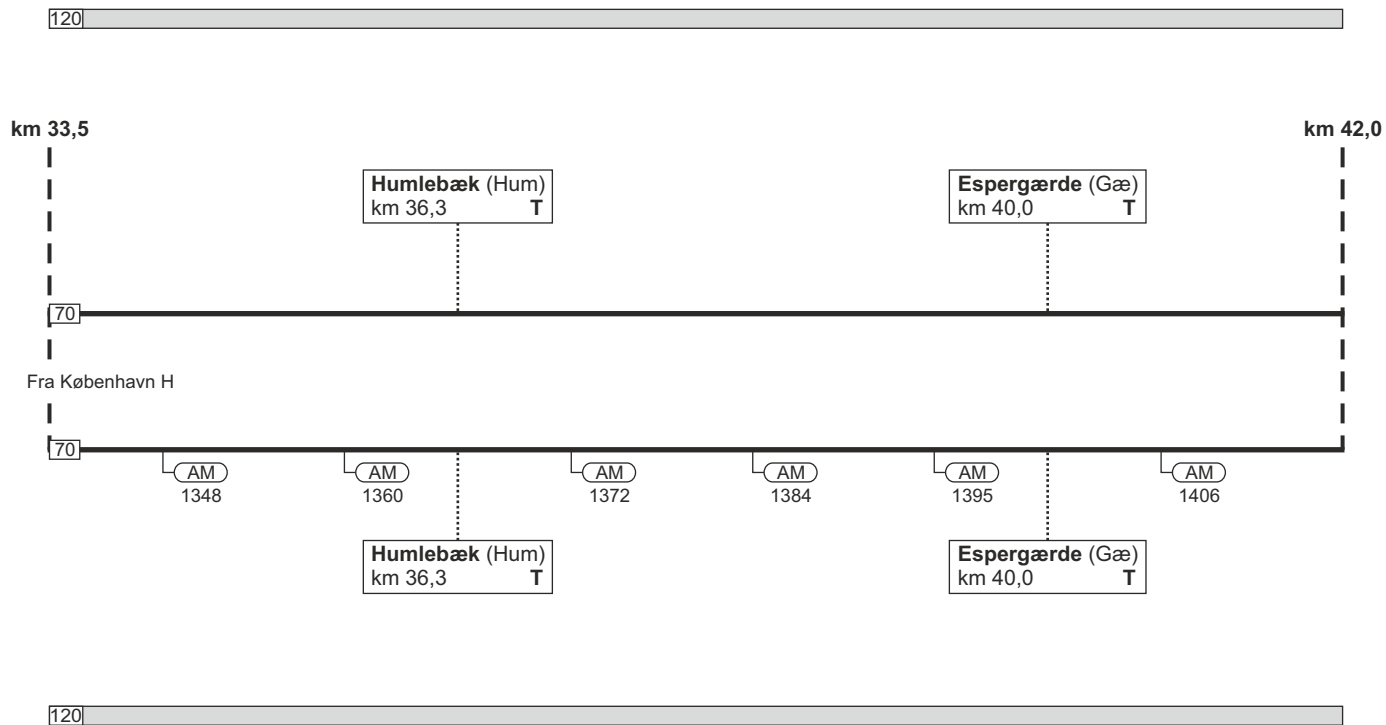 120
km 33,5
km 42,0
Humlebæk (Hum)
km 36,3 T
Espergærde (Gæ)
km 40,0 T
70
Fra København H
70
AM
1348
AM
1360
AM
1372
AM
1384
AM
1395
AM
1406
Humlebæk (Hum)
km 36,3 T
Espergærde (Gæ)
km 40,0 T
120